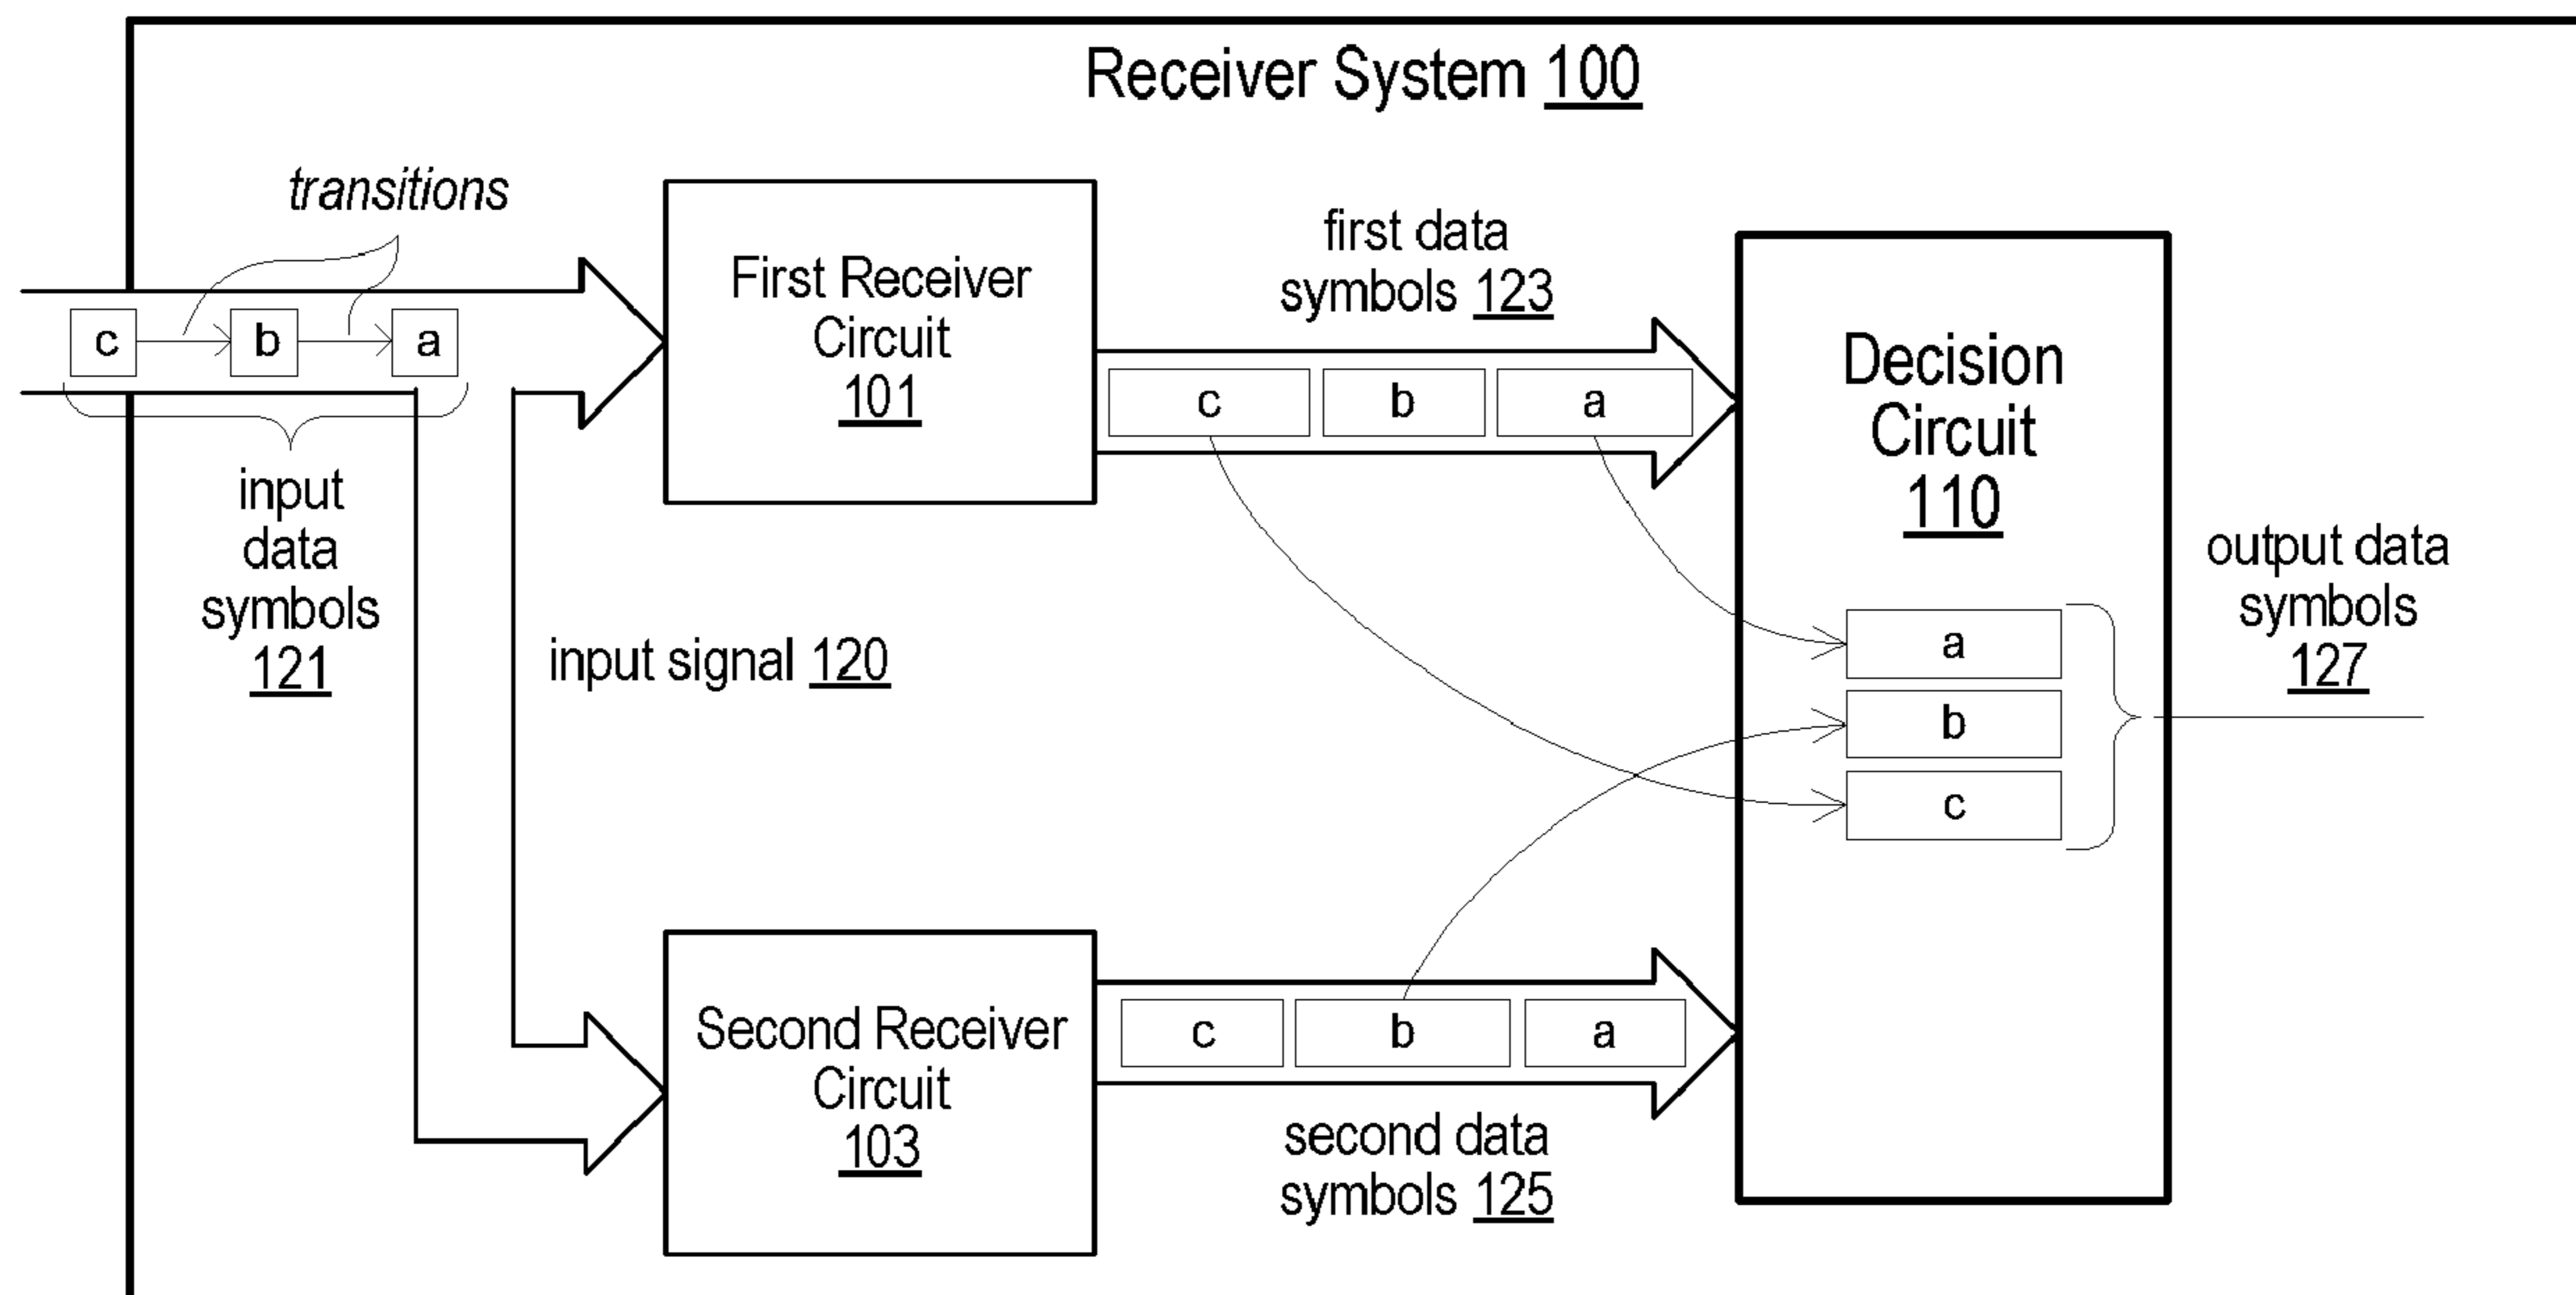 Receiver System 100
transitions
c
b
a
input
data
symbols
121
input signal 120
First Receiver
Circuit
101
first data
symbols 123
c
b
a
Second Receiver
Circuit
103
c
b
a
second data
symbols 125
Decision
Circuit
110
a
b
c
output data
symbols
127